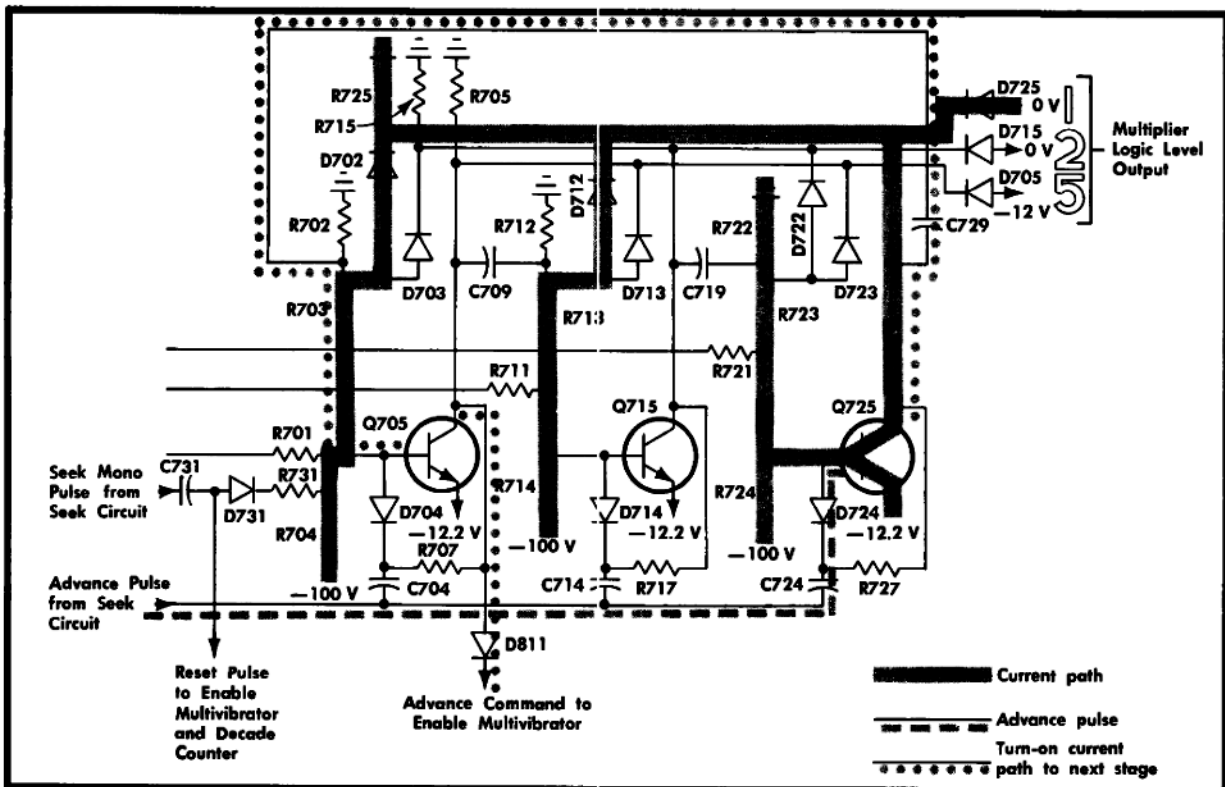 R725
R705
R715
D702
D725
0 V
1
D715
0 V
2
D705
−12 V
5
Multiplier
Logic Level
Output
R702
R712
D712
R722
D722
C729
D703
C709
D713
C719
D723
R703
R713
R723
R711
R721
Q705
Q715
Q725
R701
C731
Seek Mono
Pulse from
Seek Circuit
D731
R731
R704
D704
−12.2 V
R714
D714
−12.2 V
R724
D724
−12.2 V
R707
−100 V
−100 V
C704
C714
R717
C724
R727
Advance Pulse
from Seek
Circuit
−100 V
D811
Reset Pulse
to Enable
Multivibrator
and Decade
Counter
Advance Command to
Enable Multivibrator
Current path
Advance pulse
Turn-on current
path to next stage